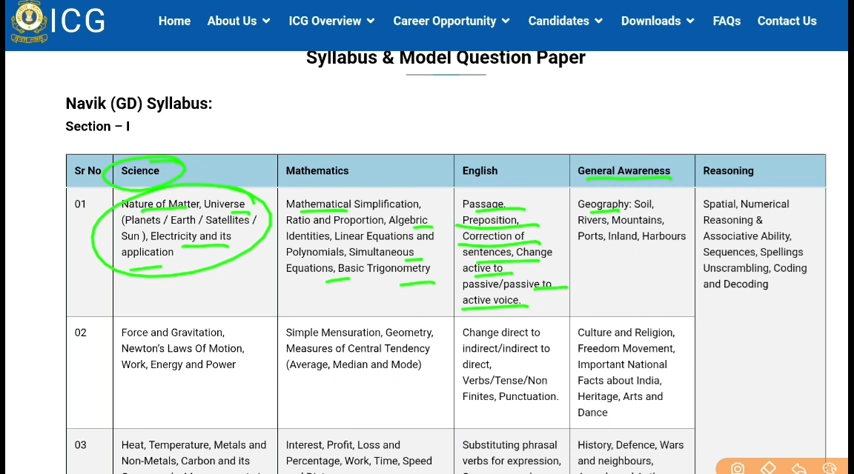 ICG
Home About Us ICG Overview Career Opportunity Candidates Downloads FAQs Contact Us
Syllabus & Model Question Paper
Navik (GD) Syllabus:
Section – I
Sr No Science Mathematics English General Awareness Reasoning
01
Nature of Matter, Universe
(Planets / Earth / Satellites /
Sun ), Electricity and its
application
Mathematical Simplification,
Ratio and Proportion, Algebric
Identities, Linear Equations and
Polynomials, Simultaneous
Equations, Basic Trigonometry
Passage,
Preposition,
Correction of
sentences, Change
active to
passive/passive to
active voice.
Geography: Soil,
Rivers, Mountains,
Ports, Inland, Harbours
Spatial, Numerical
Reasoning &
Associative Ability,
Sequences, Spellings
Unscrambling, Coding
and Decoding
02
Force and Gravitation,
Newton's Laws Of Motion,
Work, Energy and Power
Simple Mensuration, Geometry,
Measures of Central Tendency
(Average, Median and Mode)
Change direct to
indirect/indirect to
direct,
Verbs/Tense/Non
Finites, Punctuation.
Culture and Religion,
Freedom Movement,
Important National
Facts about India,
Heritage, Arts and
Dance
03
Heat, Temperature, Metals and
Non-Metals, Carbon and its
Interest, Profit, Loss and
Percentage, Work, Time, Speed
Substituting phrasal
verbs for expression,
History, Defence, Wars
and neighbours,